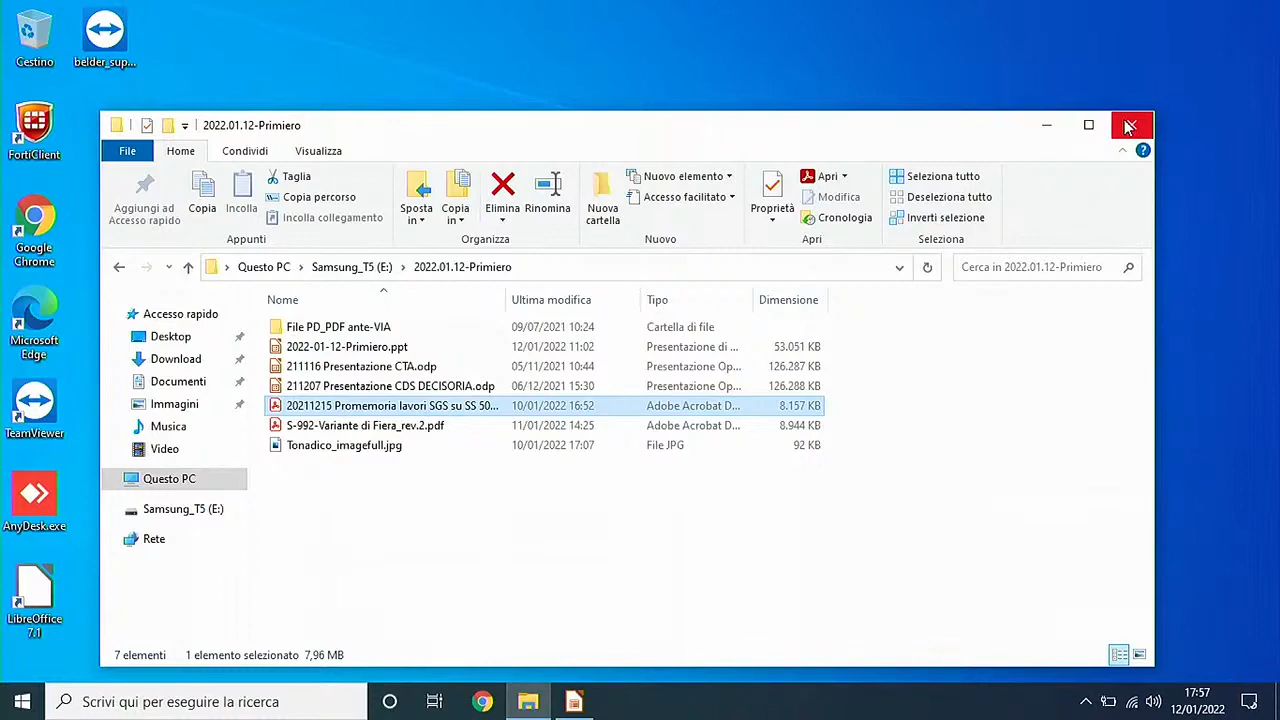 Cestino
belder_sup...
FortiClient
Google
Chrome
Microsoft
Edge
TeamViewer
AnyDesk.exe
LibreOffice
7.1
2022.01.12-Primiero
File
Home
Condividi
Visualizza
Aggiungi ad
Accesso rapido
Copia
Incolla
Taglia
Copia percorso
Incolla collegamento
Appunti
Sposta
in
Copia
in
Elimina
Rinomina
Organizza
Nuova
cartella
Nuovo elemento
Accesso facilitato
Nuovo
Proprietà
Apri
Modifica
Cronologia
Apri
Seleziona tutto
Deseleziona tutto
Inverti selezione
Seleziona
Questo PC > Samsung_T5 (E:) > 2022.01.12-Primiero
Cerca in 2022.01.12-Primiero
Accesso rapido
Desktop
Download
Documenti
Immagini
Musica
Video
Questo PC
Samsung_T5 (E:)
Rete
Nome Ultima modifica Tipo Dimensione
File PD_PDF ante-VIA 09/07/2021 10:24 Cartella di file
2022-01-12-Primiero.ppt 12/01/2022 11:02 Presentazione di ... 53.051 KB
211116 Presentazione CTA.odp 05/11/2021 10:44 Presentazione Op... 126.287 KB
211207 Presentazione CDS DECISORIA.odp 06/12/2021 15:30 Presentazione Op... 126.288 KB
20211215 Promemoria lavori SGS su SS 50... 10/01/2022 16:52 Adobe Acrobat D... 8.157 KB
S-992-Variante di Fiera_rev.2.pdf 11/01/2022 14:25 Adobe Acrobat D... 8.944 KB
Tonadico_imagefull.jpg 10/01/2022 17:07 File JPG 92 KB
7 elementi 1 elemento selezionato 7,96 MB
Scrivi qui per eseguire la ricerca
17:57
12/01/2022